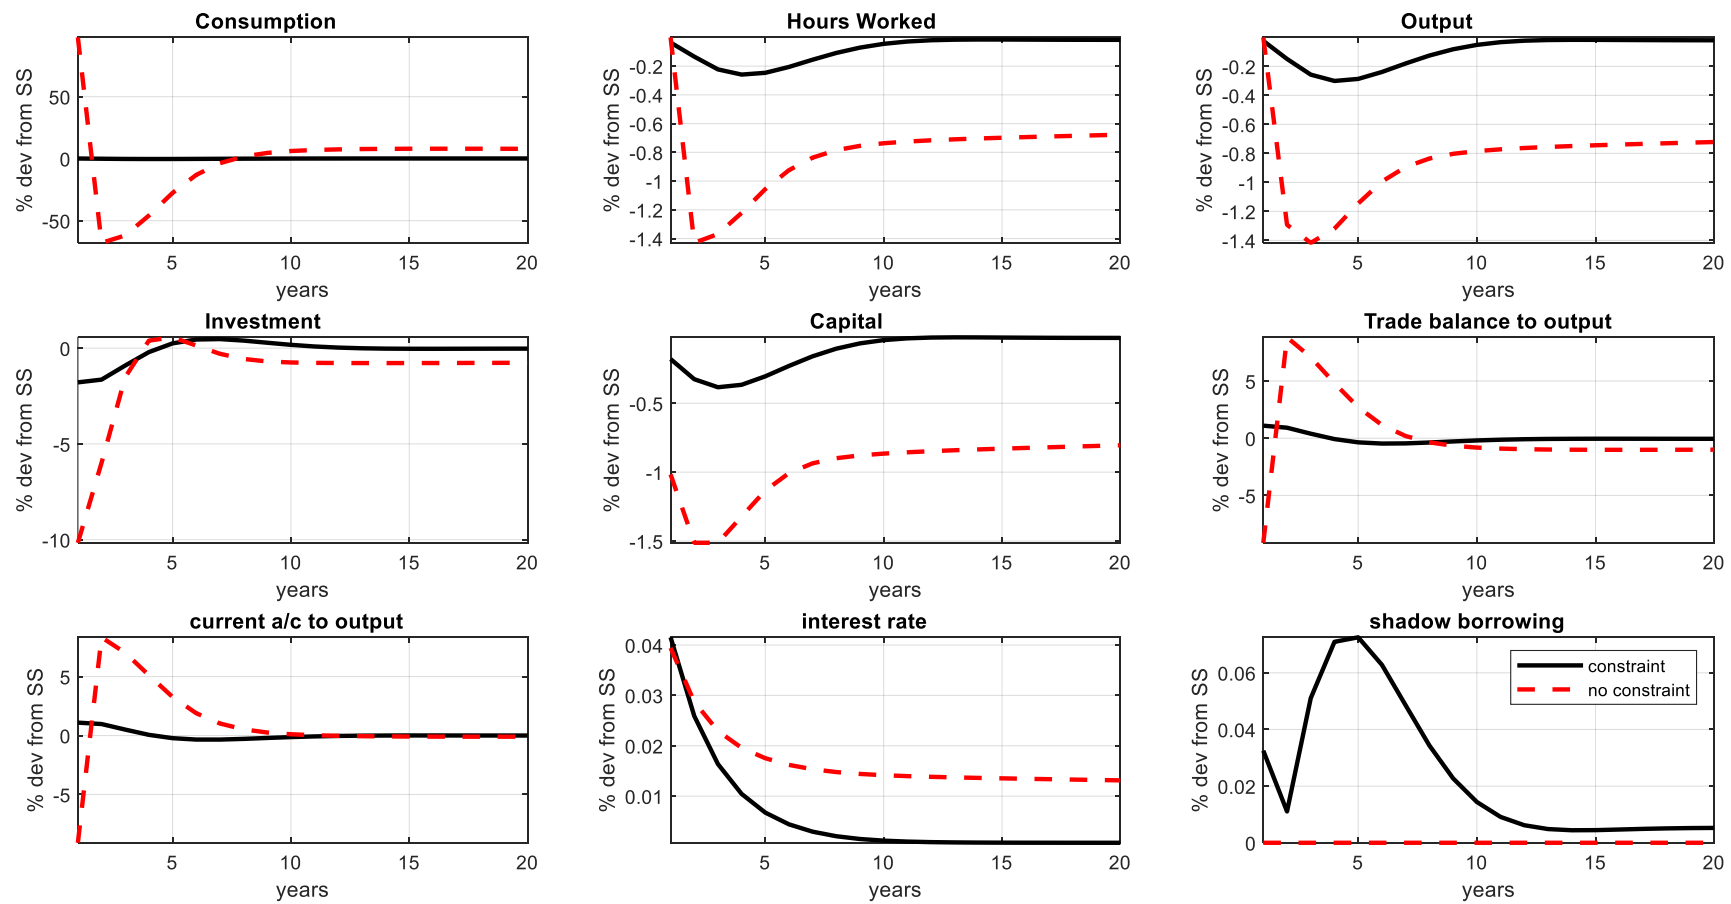 Consumption
% dev from SS
50
0
-50
5
10
15
20
years
Hours Worked
% dev from SS
-0.2
-0.4
-0.6
-0.8
-1
-1.2
-1.4
5
10
15
20
years
Output
% dev from SS
-0.2
-0.4
-0.6
-0.8
-1
-1.2
-1.4
5
10
15
20
years
Investment
% dev from SS
0
-5
-10
5
10
15
20
years
Capital
% dev from SS
-0.5
-1
-1.5
5
10
15
20
years
Trade balance to output
% dev from SS
5
0
-5
5
10
15
20
years
current a/c to output
% dev from SS
5
0
-5
5
10
15
20
years
interest rate
% dev from SS
0.04
0.03
0.02
0.01
5
10
15
20
years
shadow borrowing
% dev from SS
0.06
0.04
0.02
0
constraint
no constraint
5
10
15
20
years